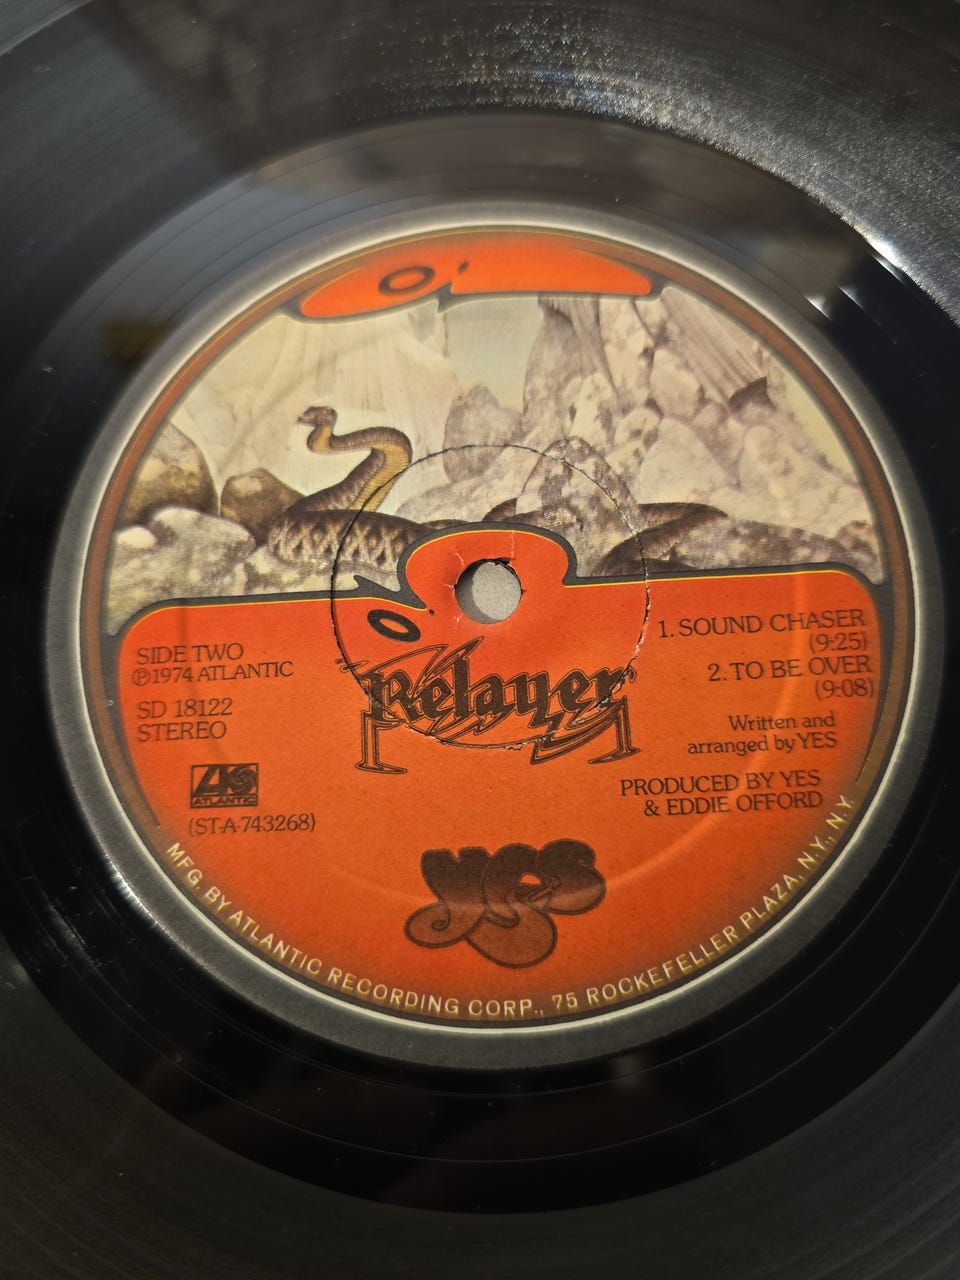 SIDE TWO
℗1974 ATLANTIC
SD 18122
STEREO
ATLANTIC
(ST-A-743268)
Relayer
1. SOUND CHASER
(9:25)
2. TO BE OVER
(9:08)
Written and
arranged by YES
PRODUCED BY YES
& EDDIE OFFORD
YES
MFG. BY ATLANTIC RECORDING CORP., 75 ROCKEFELLER PLAZA, N.Y., N.Y.